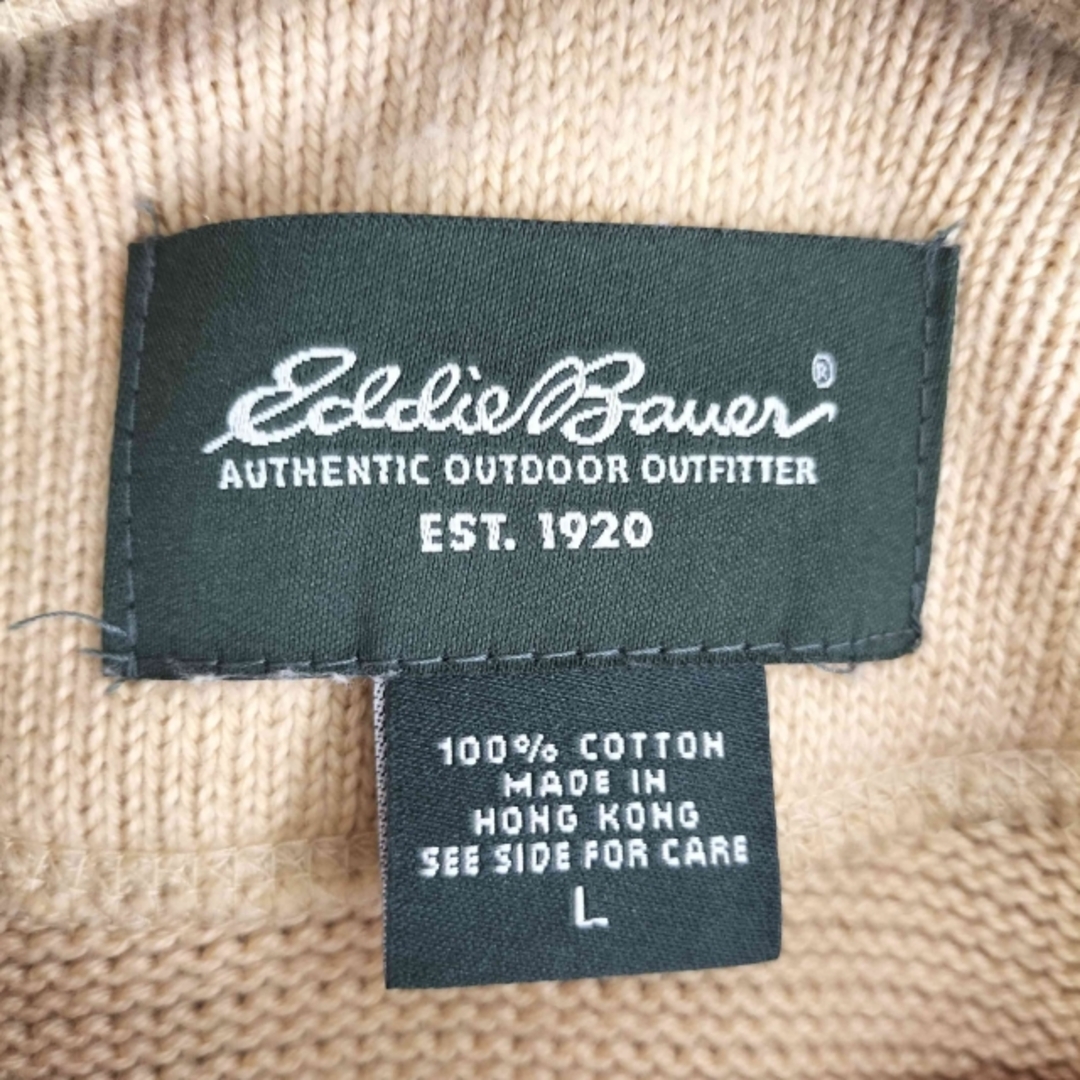 Eddie Bauer ®
AUTHENTIC OUTDOOR OUTFITTER
EST. 1920
100% COTTON
MADE IN
HONG KONG
SEE SIDE FOR CARE
L